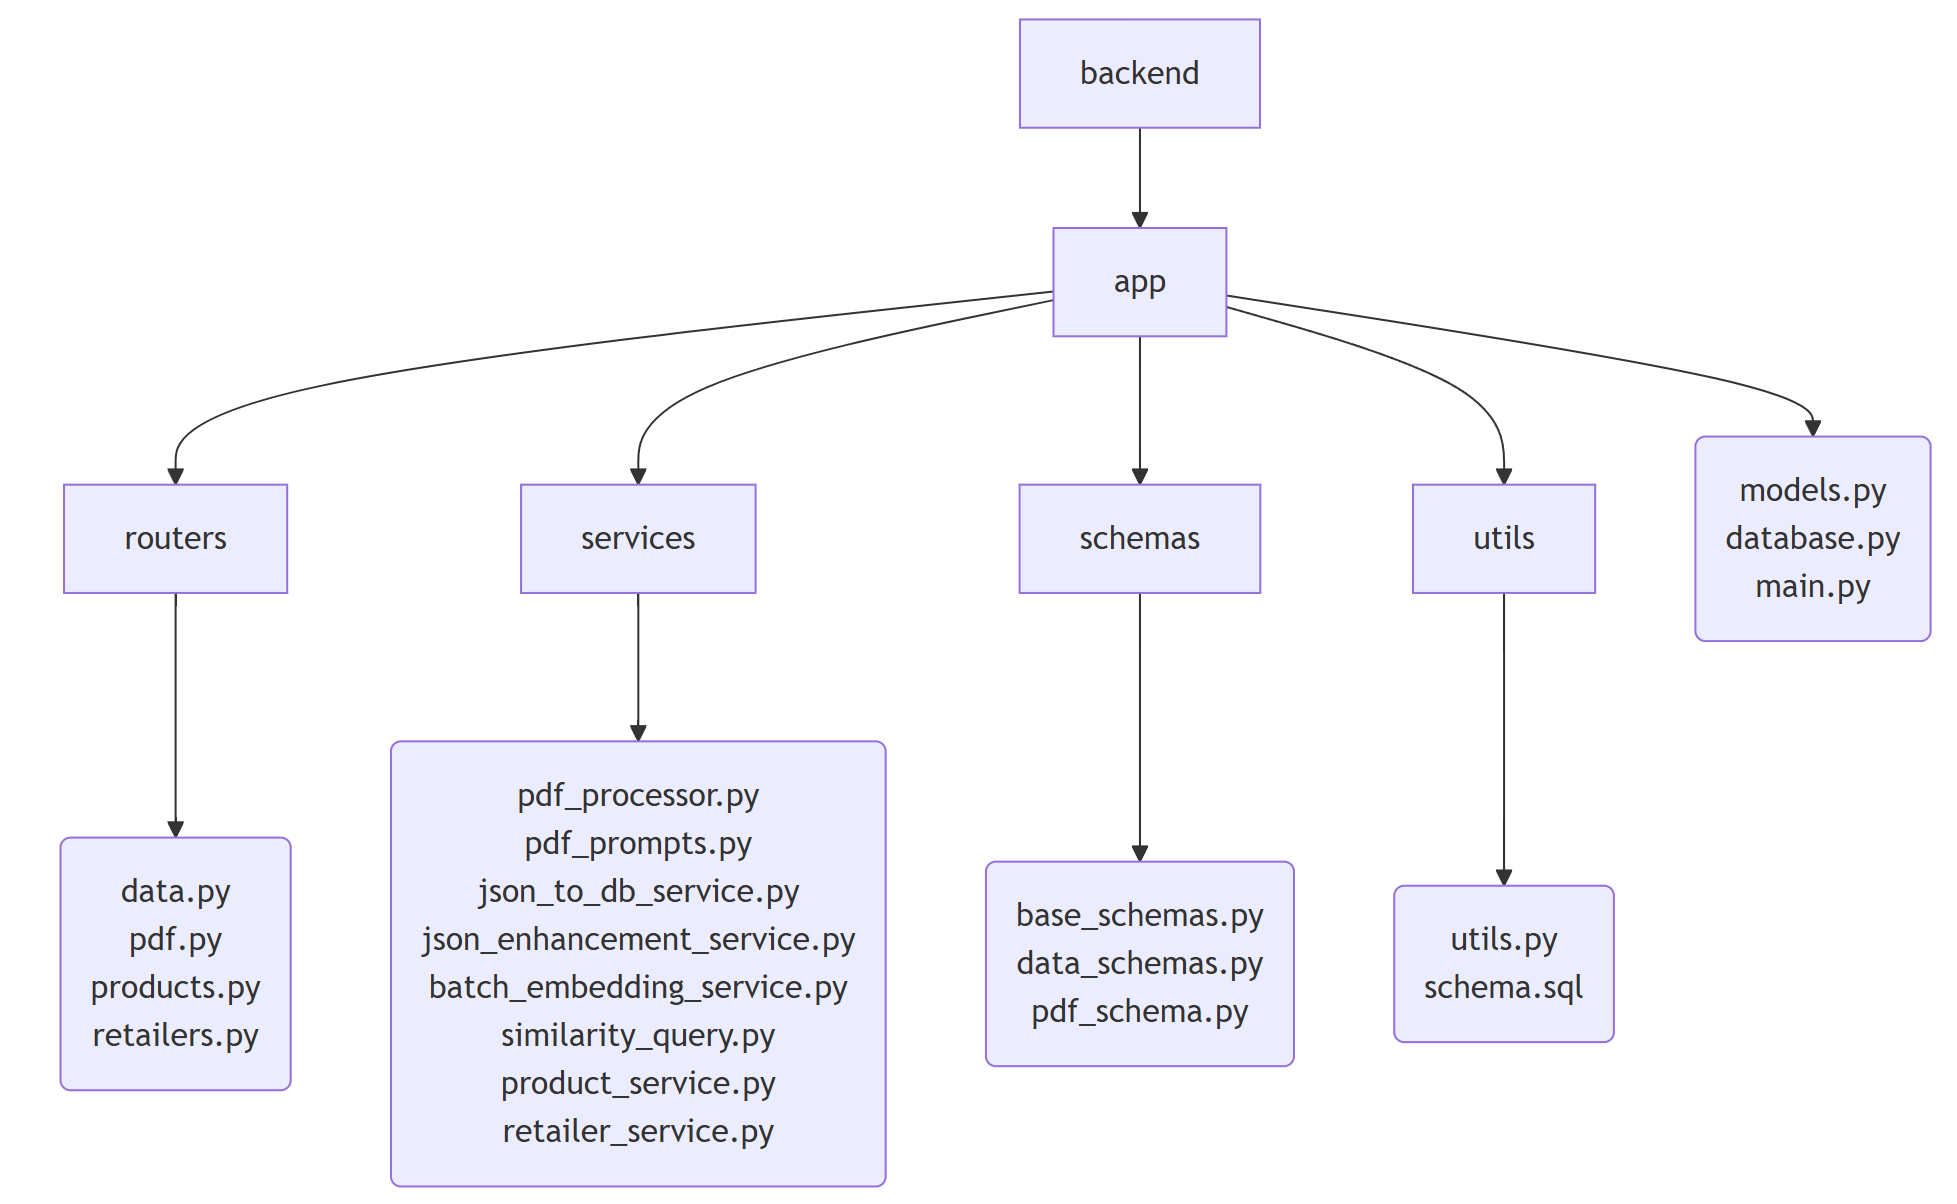 backend
app
routers
services
schemas
utils
models.py
database.py
main.py
data.py
pdf.py
products.py
retailers.py
pdf_processor.py
pdf_prompts.py
json_to_db_service.py
json_enhancement_service.py
batch_embedding_service.py
similarity_query.py
product_service.py
retailer_service.py
base_schemas.py
data_schemas.py
pdf_schema.py
utils.py
schema.sql